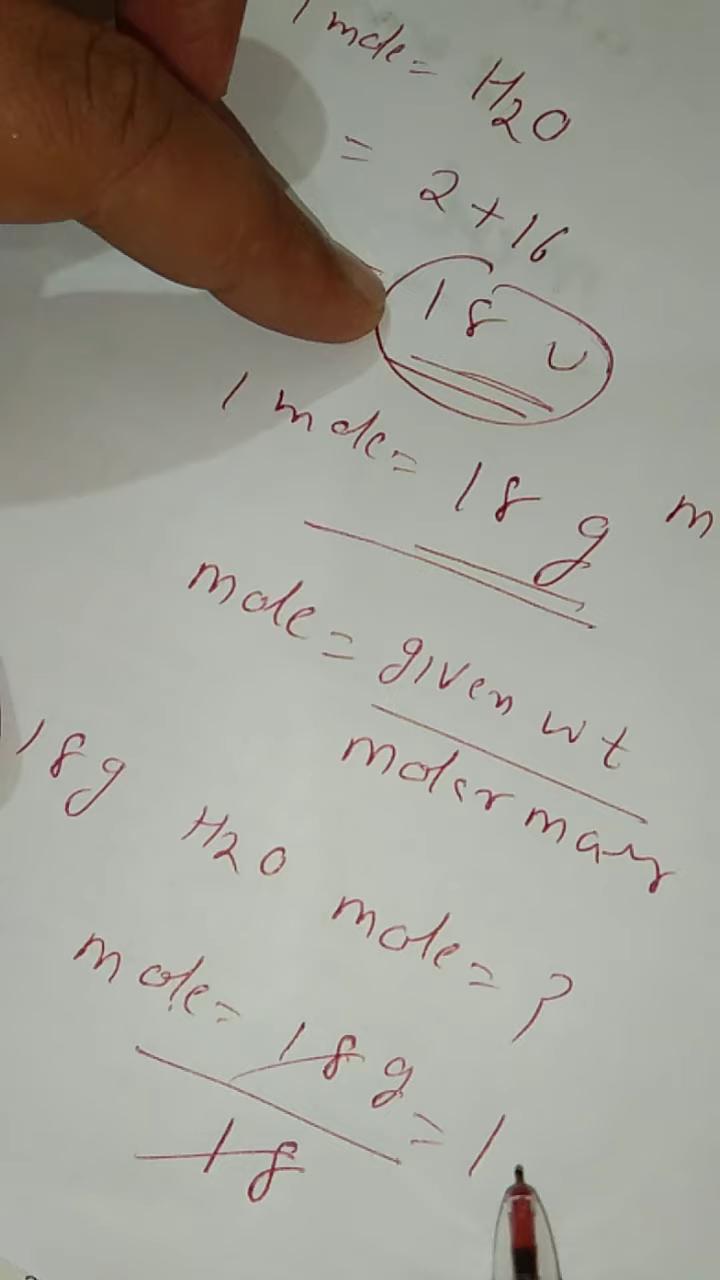 1 mole = H2O
= 2 + 16
18 u
1 mole = 18 g m
mole = given wt
molar mass
18g H2O mole = ?
mole = 18g = 1
18